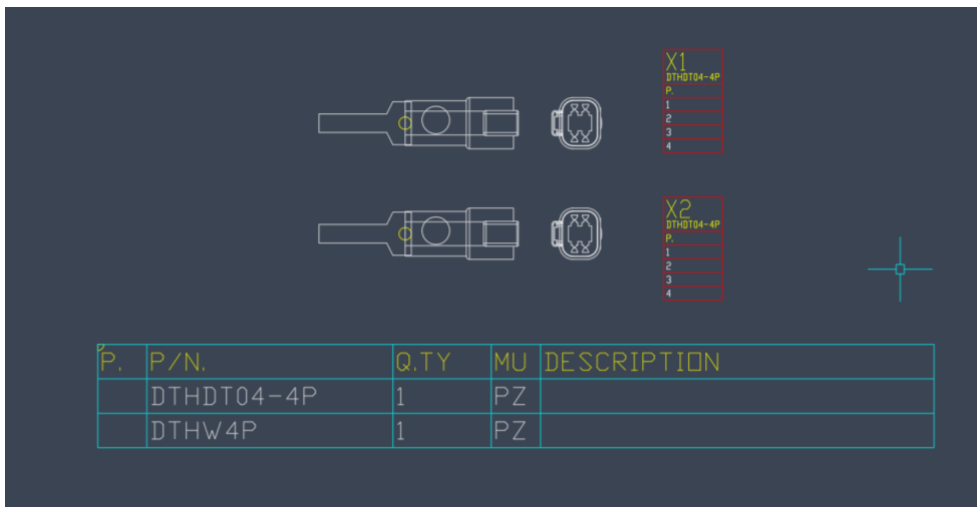 X1
DTHDT04-4P
P.
1
2
3
4
X2
DTHDT04-4P
P.
1
2
3
4
P. P/N. Q.TY MU DESCRIPTION
DTHDT04-4P 1 PZ
DTHW4P 1 PZ